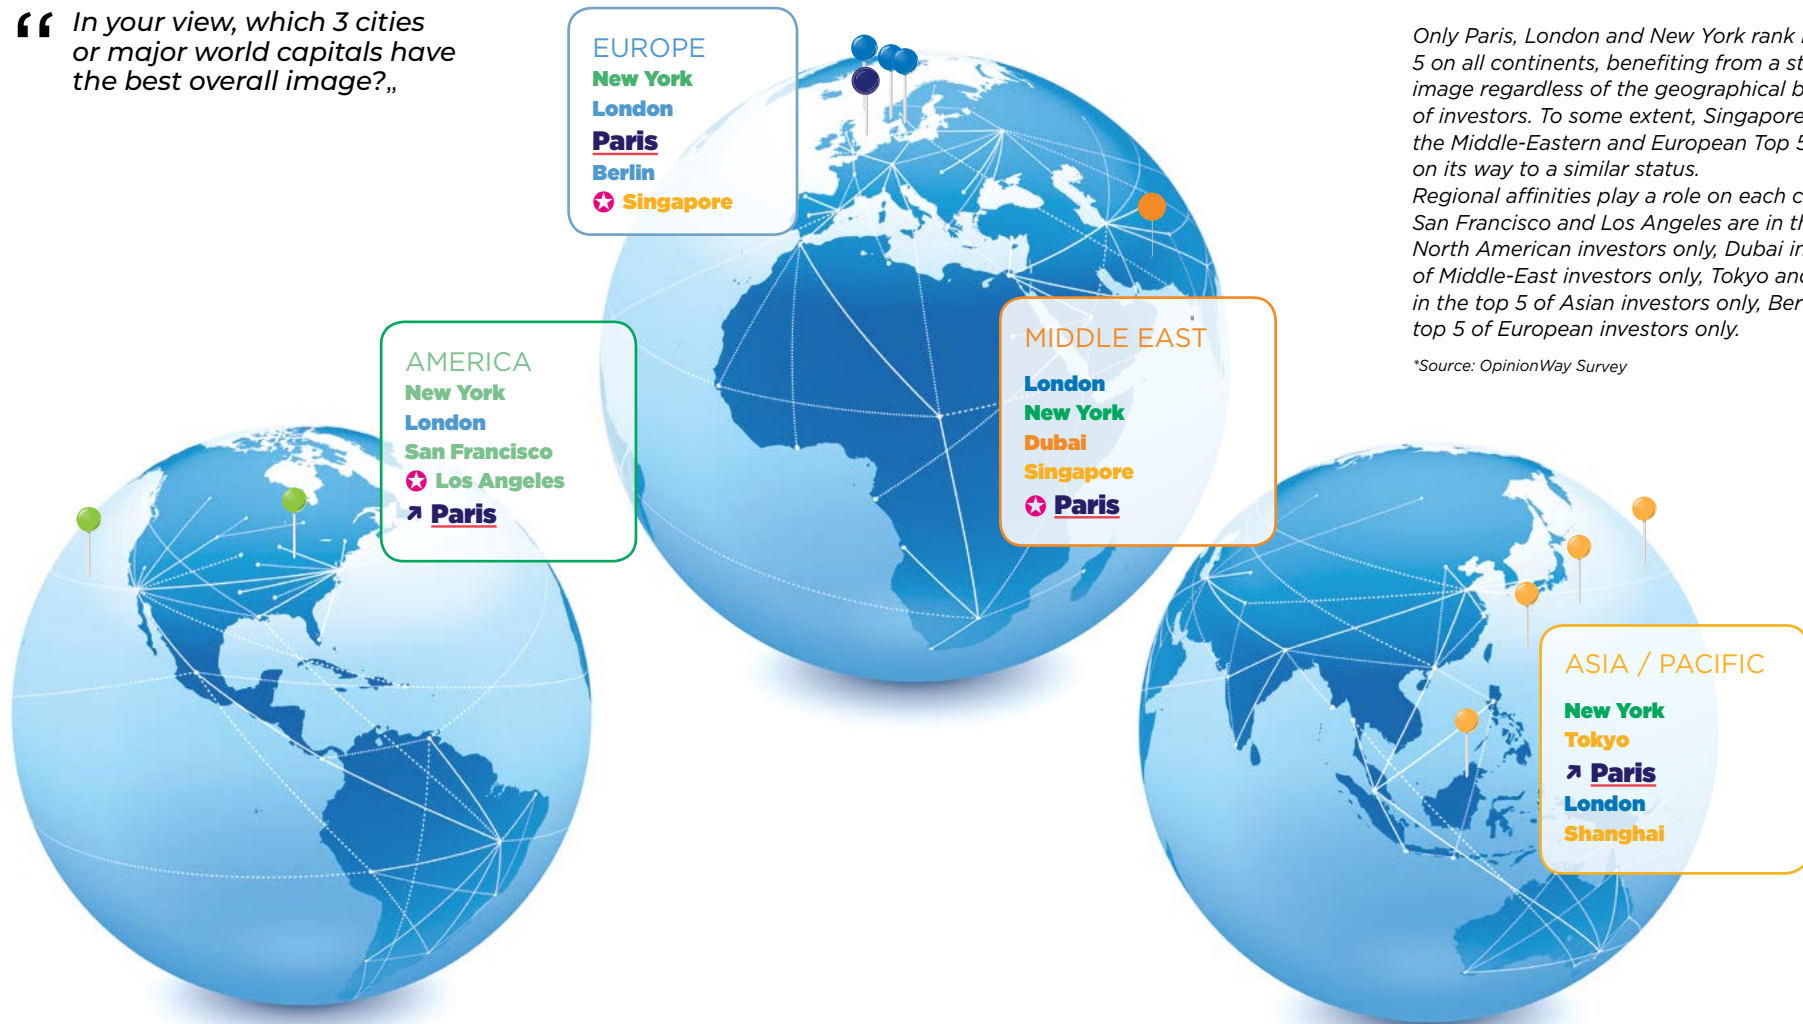 “ In your view, which 3 cities
or major world capitals have
the best overall image?„
EUROPE
New York
London
Paris
Berlin
Singapore
AMERICA
New York
London
San Francisco
Los Angeles
↗ Paris
MIDDLE EAST
London
New York
Dubai
Singapore
Paris
ASIA / PACIFIC
New York
Tokyo
↗ Paris
London
Shanghai
Only Paris, London and New York rank
5 on all continents, benefiting from a
image regardless of the geographical
of investors. To some extent, Singapore
the Middle-Eastern and European Top 5
on its way to a similar status.
Regional affinities play a role on each
San Francisco and Los Angeles are in
North American investors only, Dubai
of Middle-East investors only, Tokyo and
in the top 5 of Asian investors only,
top 5 of European investors only.
*Source: OpinionWay Survey